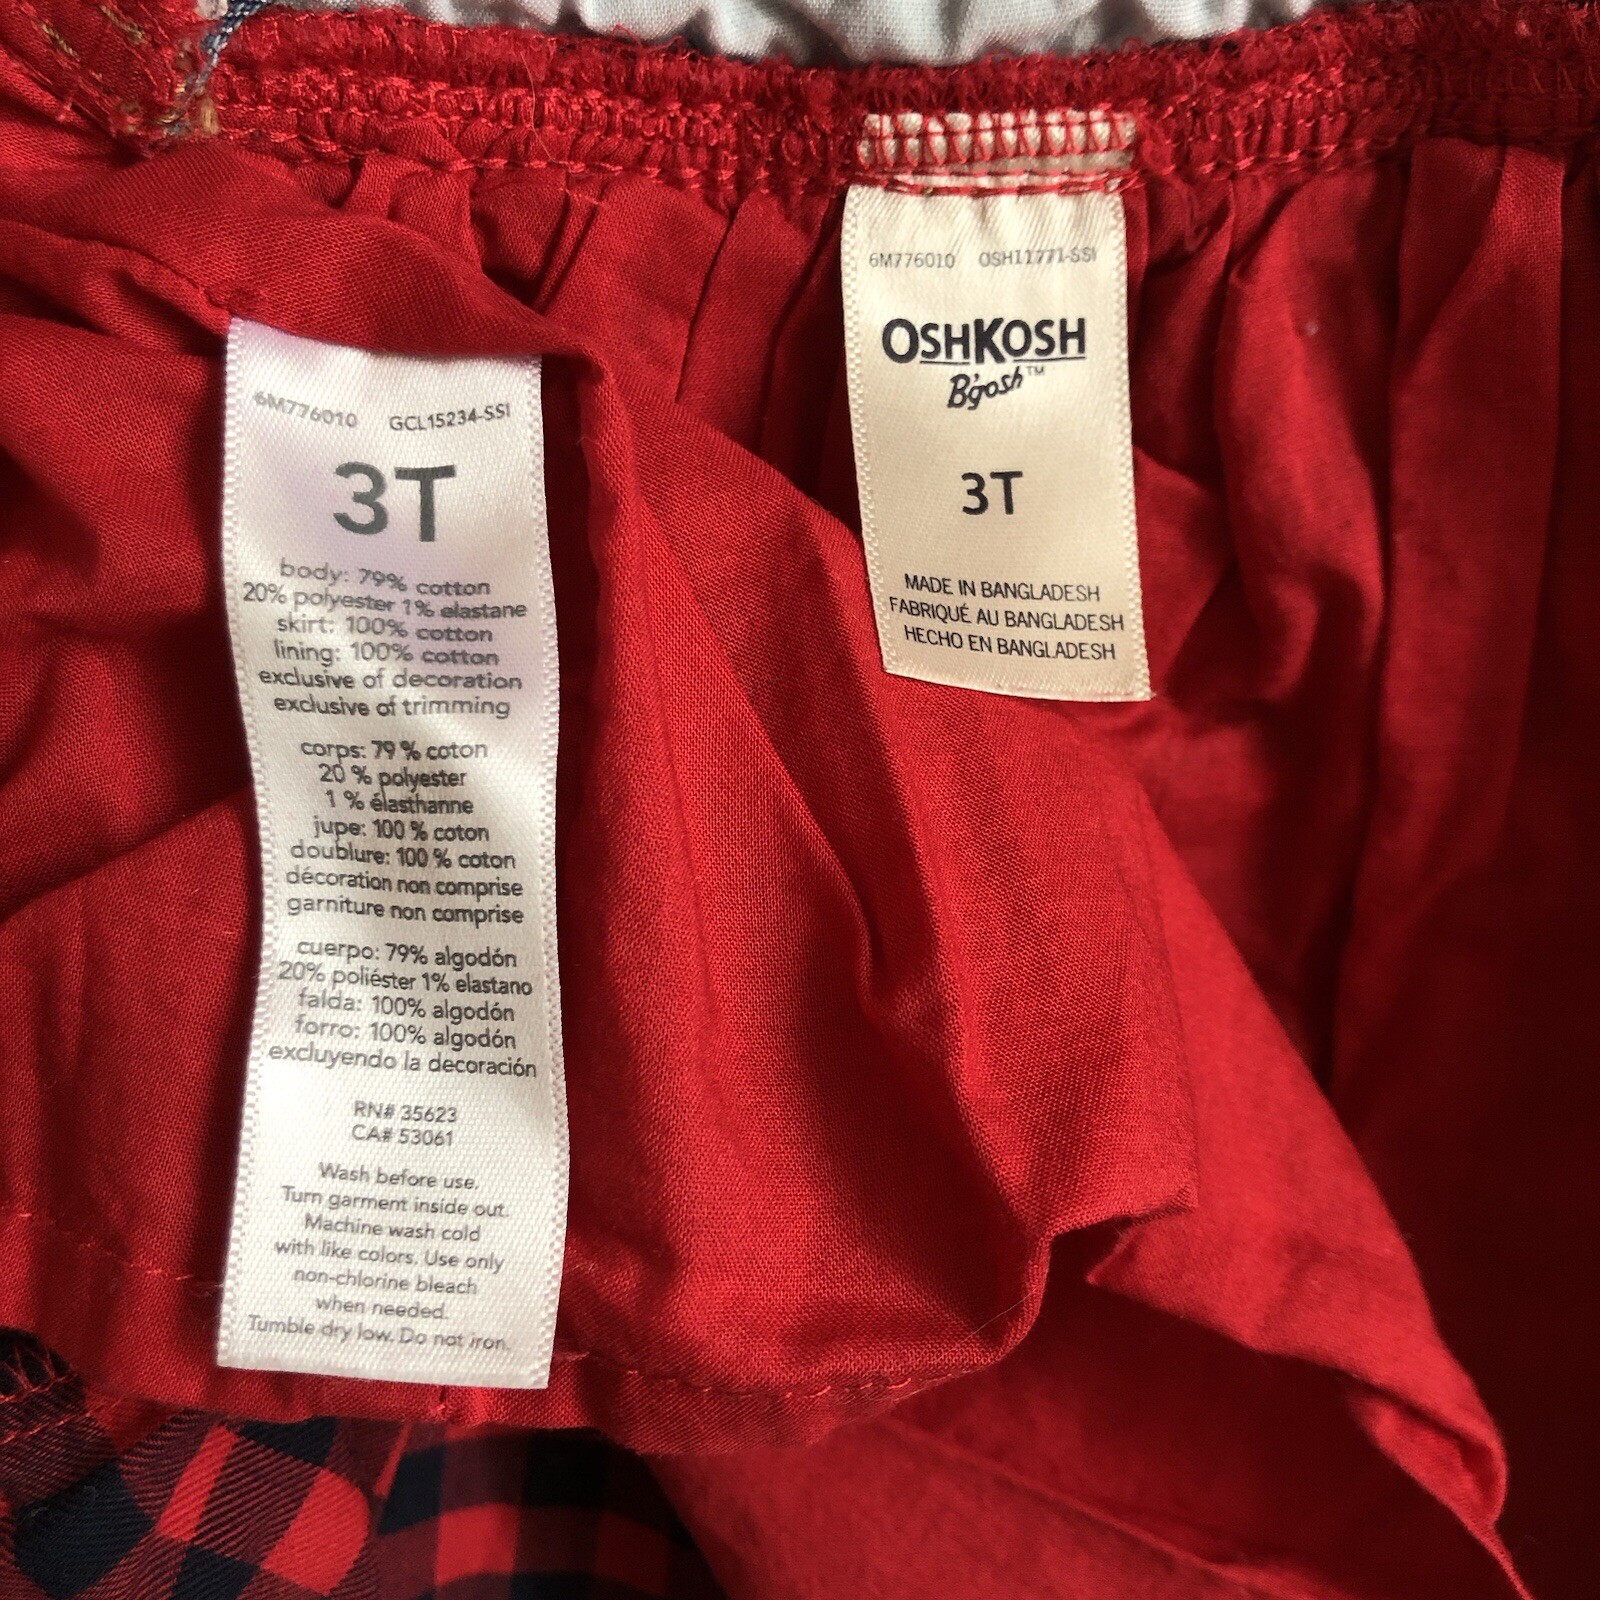 6M776010 GCL15234-SSI
3T
body: 79% cotton
20% polyester 1% elastane
skirt: 100% cotton
lining: 100% cotton
exclusive of decoration
exclusive of trimming
corps: 79 % coton
20 % polyester
1 % élasthanne
jupe: 100 % coton
doublure: 100 % coton
décoration non comprise
garniture non comprise
cuerpo: 79% algodón
20% poliéster 1% elastano
falda: 100% algodón
forro: 100% algodón
excluyendo la decoración
RN# 35623
CA# 53061
Wash before use.
Turn garment inside out.
Machine wash cold
with like colors. Use only
non-chlorine bleach
when needed.
Tumble dry low. Do not iron.
6M776010 OSH11771-SSI
OSHKOSH
B'gosh™
3T
MADE IN BANGLADESH
FABRIQUÉ AU BANGLADESH
HECHO EN BANGLADESH